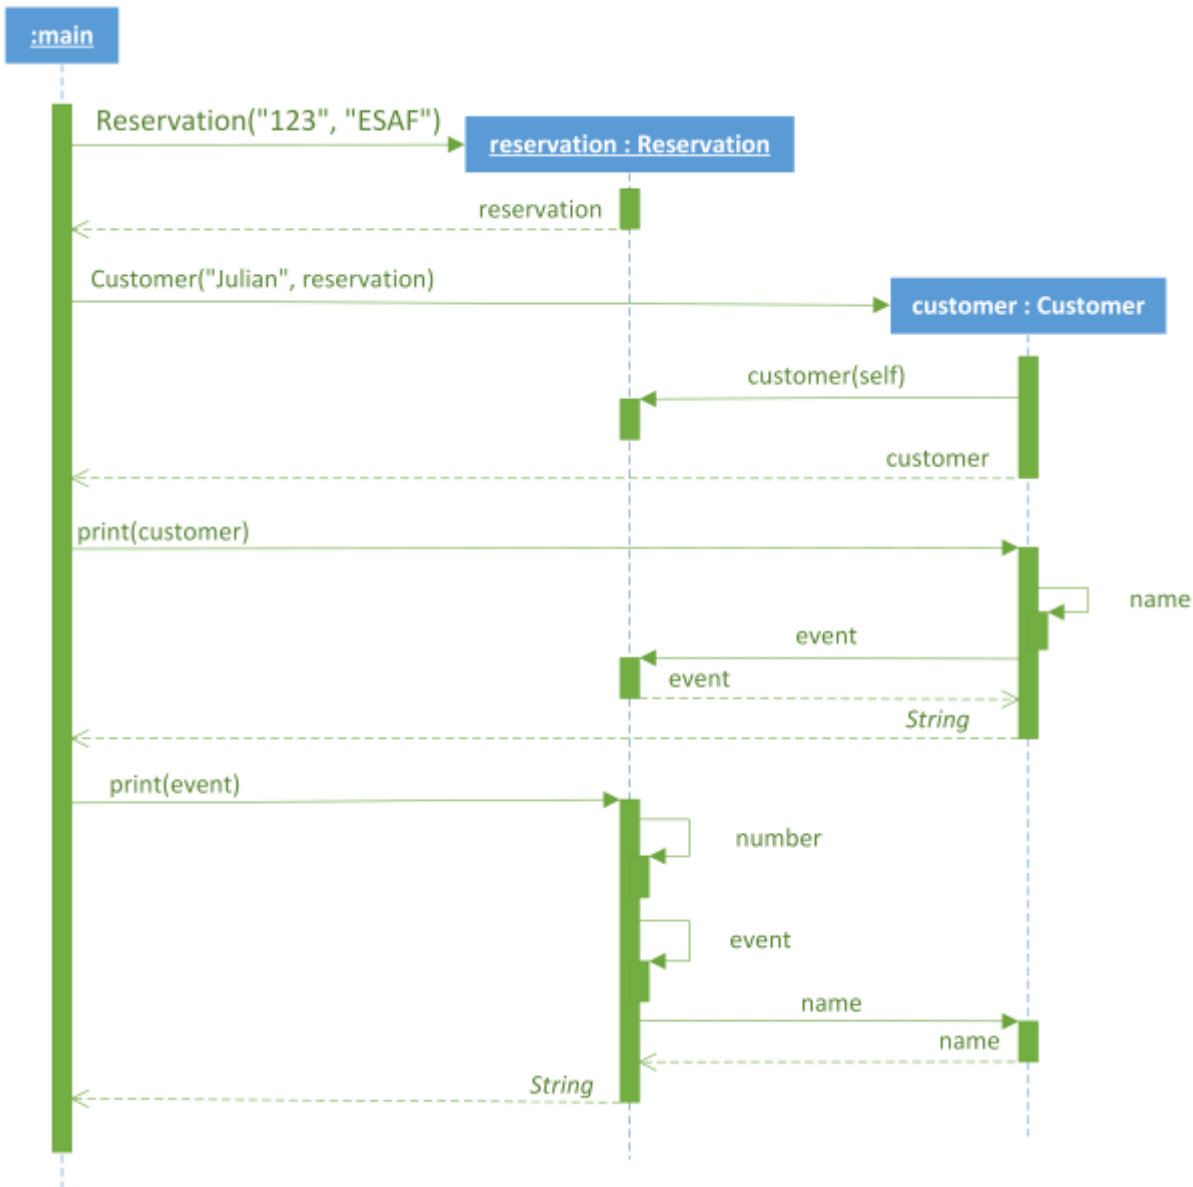 :main
Reservation("123", "ESAF")
reservation : Reservation
reservation
Customer("Julian", reservation)
customer : Customer
customer(self)
customer
print(customer)
name
event
event
String
print(event)
number
event
name
name
String